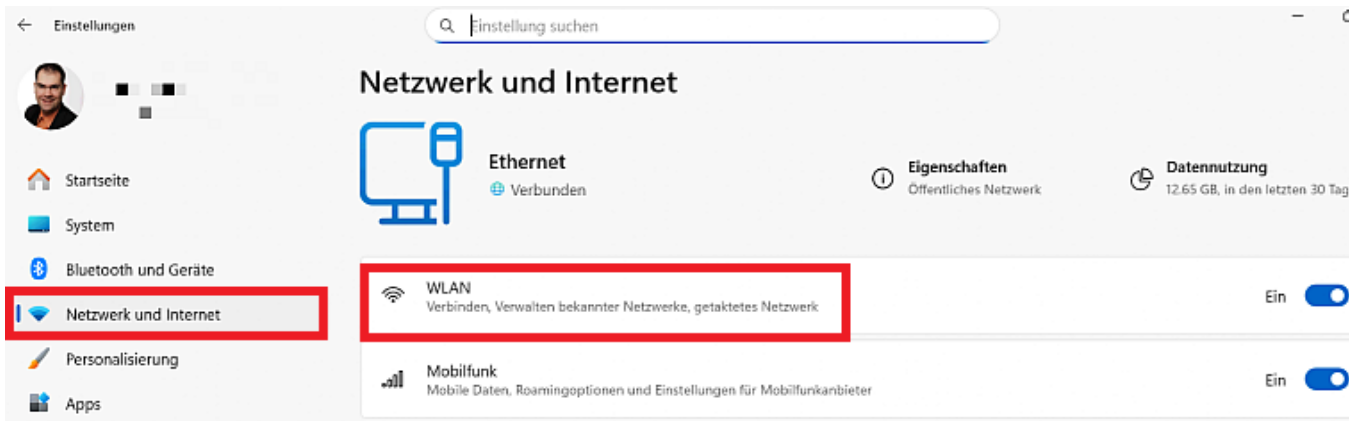 Einstellungen
Einstellung suchen
Netzwerk und Internet
Ethernet
Verbunden
Eigenschaften
Öffentliches Netzwerk
Datennutzung
12.65 GB, in den letzten 30 Tag
Startseite
System
Bluetooth und Geräte
Netzwerk und Internet
Personalisierung
Apps
WLAN
Verbinden, Verwalten bekannter Netzwerke, getaktetes Netzwerk
Ein
Mobilfunk
Mobile Daten, Roamingoptionen und Einstellungen für Mobilfunkanbieter
Ein